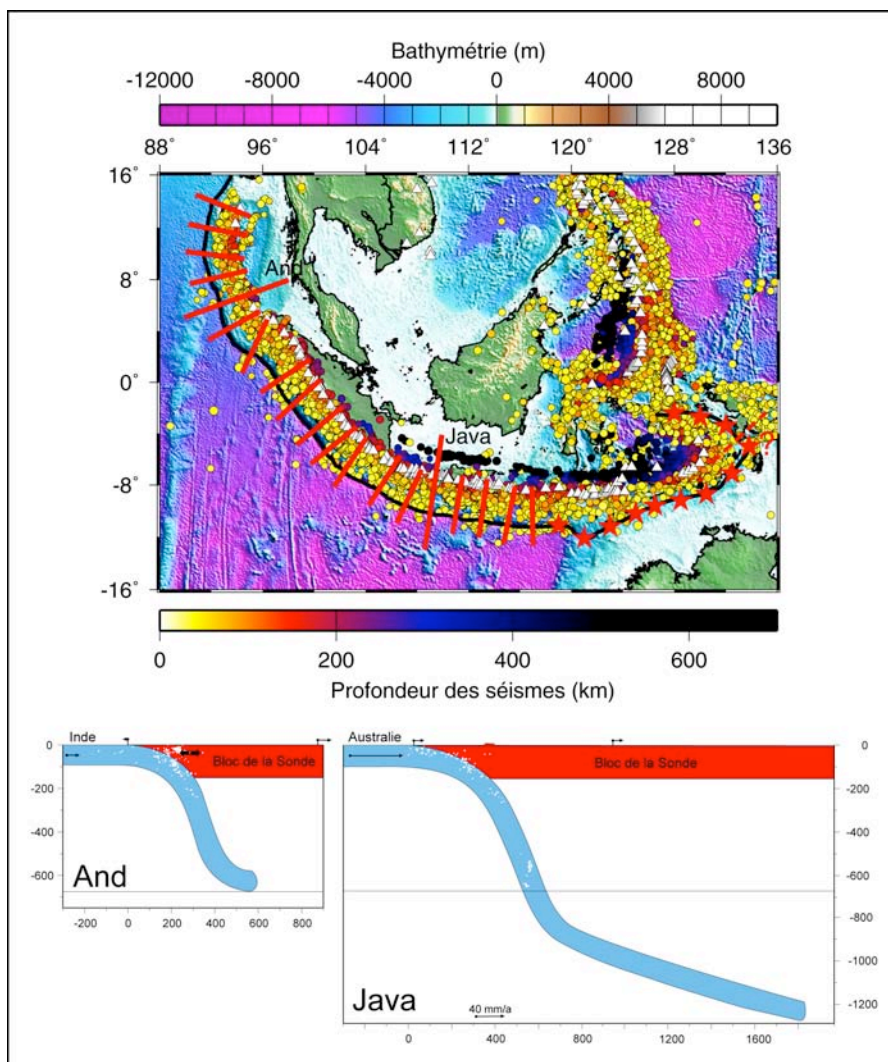 Bathymétrie (m)
-12000 -8000 -4000 0 4000 8000
88˚ 96˚ 104˚ 112˚ 120˚ 128˚ 136˚
16˚
And
8˚
0˚
Java
-8˚
-16˚
0 200 400 600
Profondeur des séismes (km)
Inde
Bloc de la Sonde
0
-200
-400
-600
And
-200 0 200 400 600 800
Australie
Bloc de la Sonde
0
-200
-400
-600
-800
-1000
-1200
Java
40 mm/a
0 400 800 1200 1600